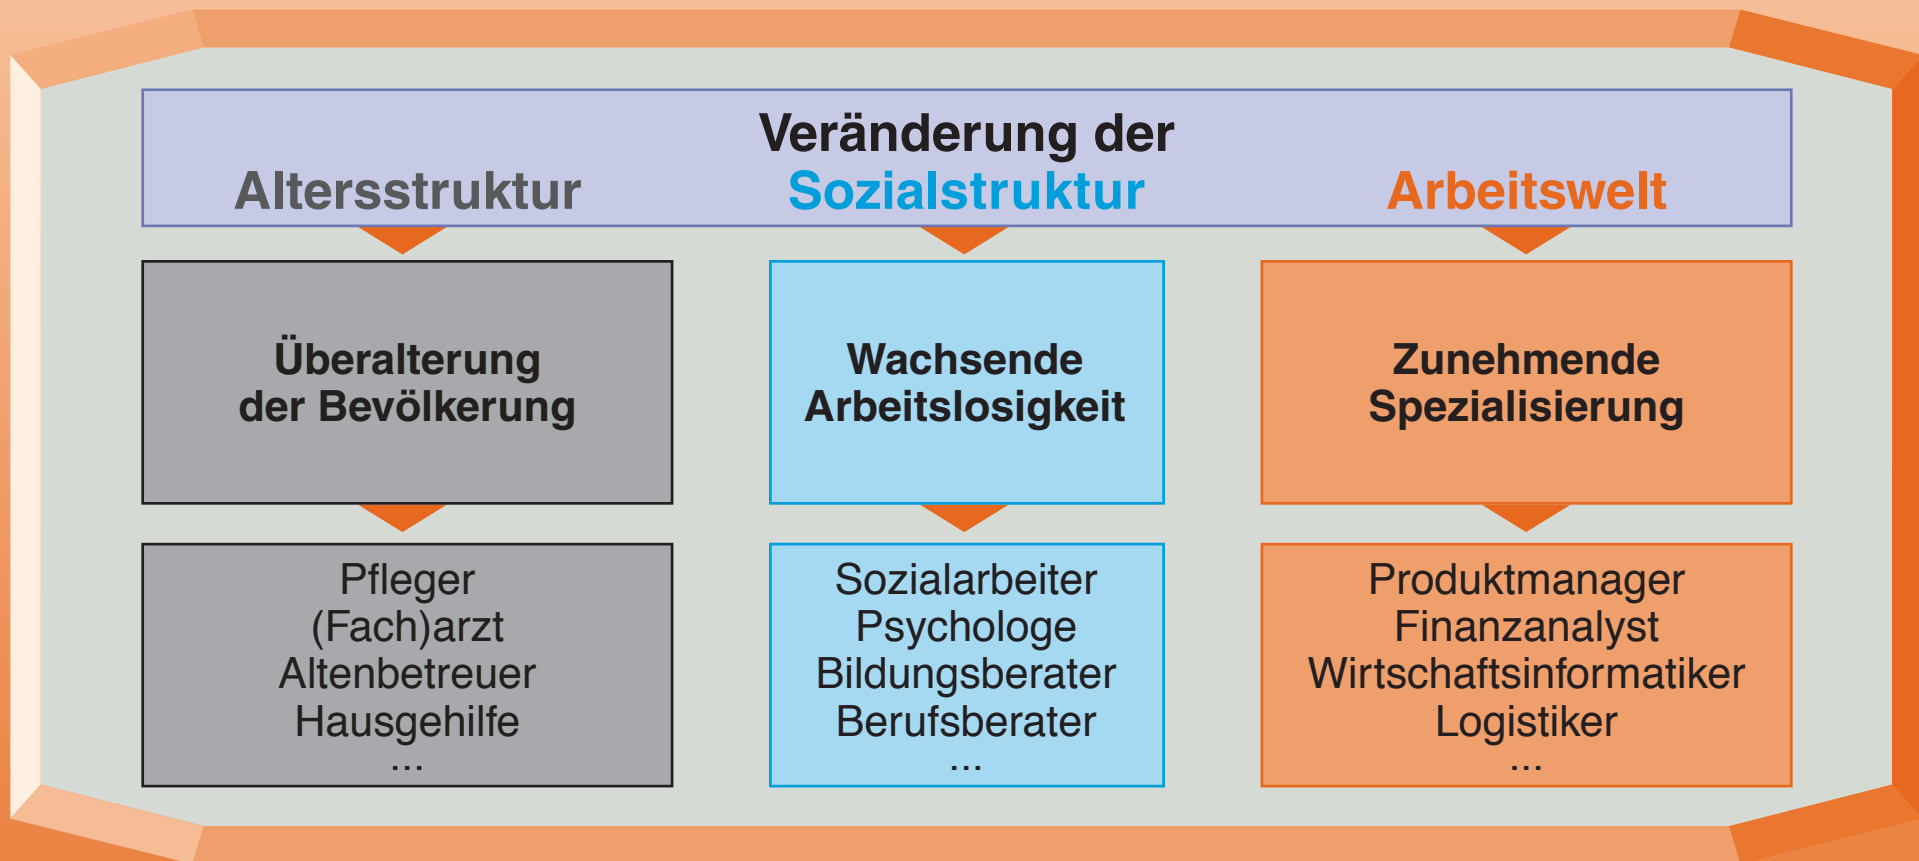 Veränderung der
Altersstruktur
Sozialstruktur
Arbeitswelt
Überalterung
der Bevölkerung
Wachsende
Arbeitslosigkeit
Zunehmende
Spezialisierung
Pfleger
(Fach)arzt
Altenbetreuer
Hausgehilfe
...
Sozialarbeiter
Psychologe
Bildungsberater
Berufsberater
...
Produktmanager
Finanzanalyst
Wirtschaftsinformatiker
Logistiker
...